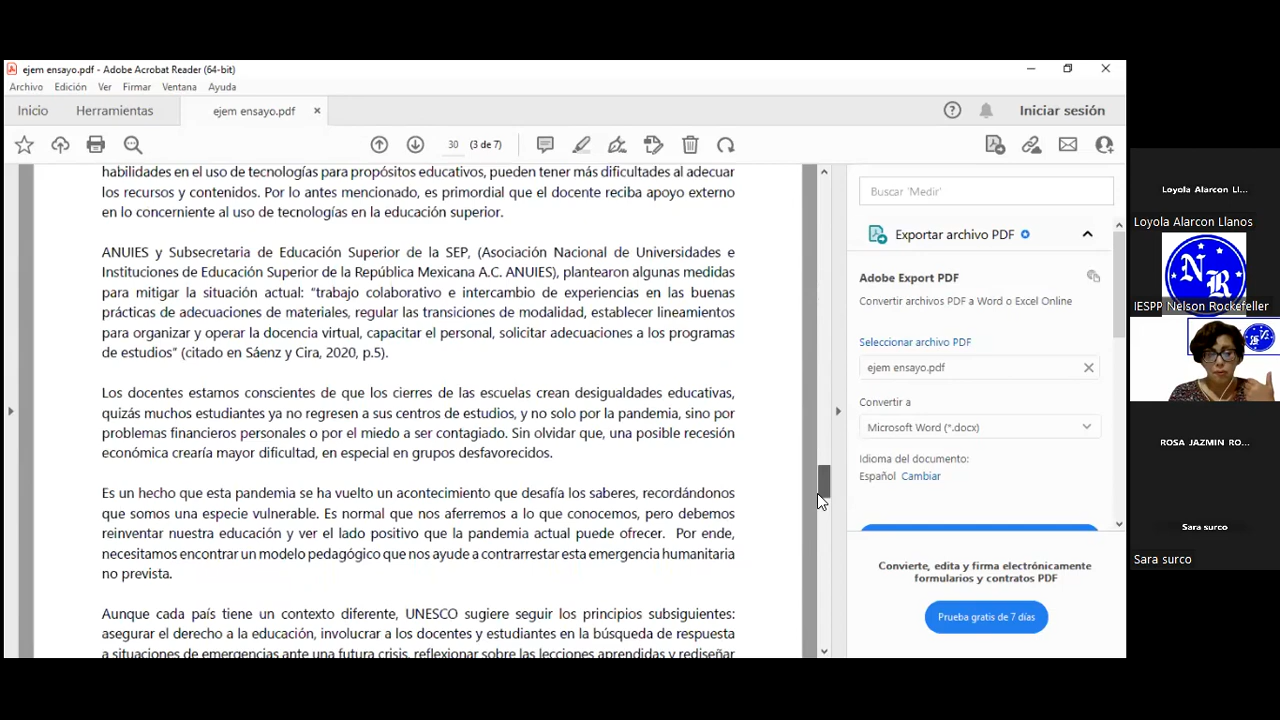 ejem ensayo.pdf - Adobe Acrobat Reader (64-bit)
Archivo Edición Ver Firmar Ventana Ayuda
Inicio Herramientas ejem ensayo.pdf × Iniciar sesión
30 (3 de 7)
habilidades en el uso de tecnologías para propósitos educativos, pueden tener más dificultades al adecuar
los recursos y contenidos. Por lo antes mencionado, es primordial que el docente reciba apoyo externo
en lo concerniente al uso de tecnologías en la educación superior.
ANUIES y Subsecretaria de Educación Superior de la SEP, (Asociación Nacional de Universidades e
Instituciones de Educación Superior de la República Mexicana A.C. ANUIES), plantearon algunas medidas
para mitigar la situación actual: “trabajo colaborativo e intercambio de experiencias en las buenas
prácticas de adecuaciones de materiales, regular las transiciones de modalidad, establecer lineamientos
para organizar y operar la docencia virtual, capacitar el personal, solicitar adecuaciones a los programas
de estudios” (citado en Sáenz y Cira, 2020, p.5).
Los docentes estamos conscientes de que los cierres de las escuelas crean desigualdades educativas,
quizás muchos estudiantes ya no regresen a sus centros de estudios, y no solo por la pandemia, sino por
problemas financieros personales o por el miedo a ser contagiado. Sin olvidar que, una posible recesión
económica crearía mayor dificultad, en especial en grupos desfavorecidos.
Es un hecho que esta pandemia se ha vuelto un acontecimiento que desafía los saberes, recordándonos
que somos una especie vulnerable. Es normal que nos aferremos a lo que conocemos, pero debemos
reinventar nuestra educación y ver el lado positivo que la pandemia actual puede ofrecer. Por ende,
necesitamos encontrar un modelo pedagógico que nos ayude a contrarrestar esta emergencia humanitaria
no prevista.
Aunque cada país tiene un contexto diferente, UNESCO sugiere seguir los principios subsiguientes:
asegurar el derecho a la educación, involucrar a los docentes y estudiantes en la búsqueda de respuesta
a situaciones de emergencias ante una futura crisis, reflexionar sobre las lecciones aprendidas y rediseñar
Buscar 'Medir'
Exportar archivo PDF
Adobe Export PDF
Convertir archivos PDF a Word o Excel Online
Seleccionar archivo PDF
ejem ensayo.pdf
Convertir a
Microsoft Word (*.docx)
Idioma del documento:
Español Cambiar
Convierte, edita y firma electrónicamente
formularios y contratos PDF
Prueba gratis de 7 días
Loyola Alarcon Ll...
Loyola Alarcon Llanos
N R
IESPP Nelson Rockefeller
ROSA JAZMIN RO...
Sara surco
Sara surco